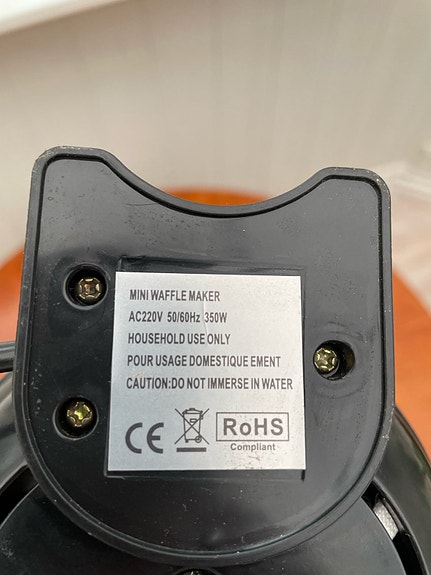 MINI WAFFLE MAKER
AC220V 50/60Hz 350W
HOUSEHOLD USE ONLY
POUR USAGE DOMESTIQUE EMENT
CAUTION:DO NOT IMMERSE IN WATER
CE RoHS
Compliant